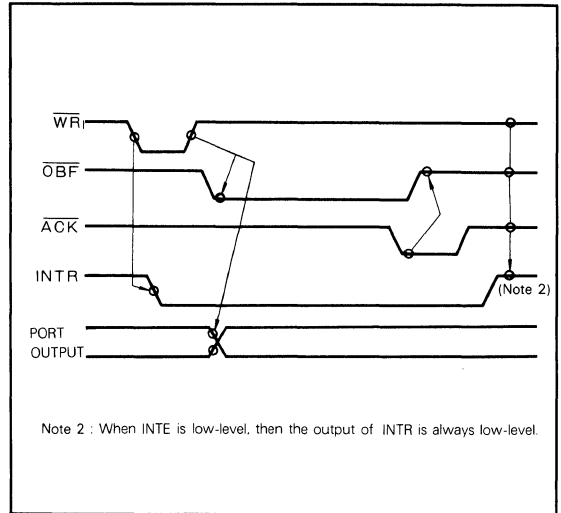 WR
OBF
ACK
INTR
(Note 2)
PORT
OUTPUT
Note 2 : When INTE is low-level, then the output of INTR is always low-level.